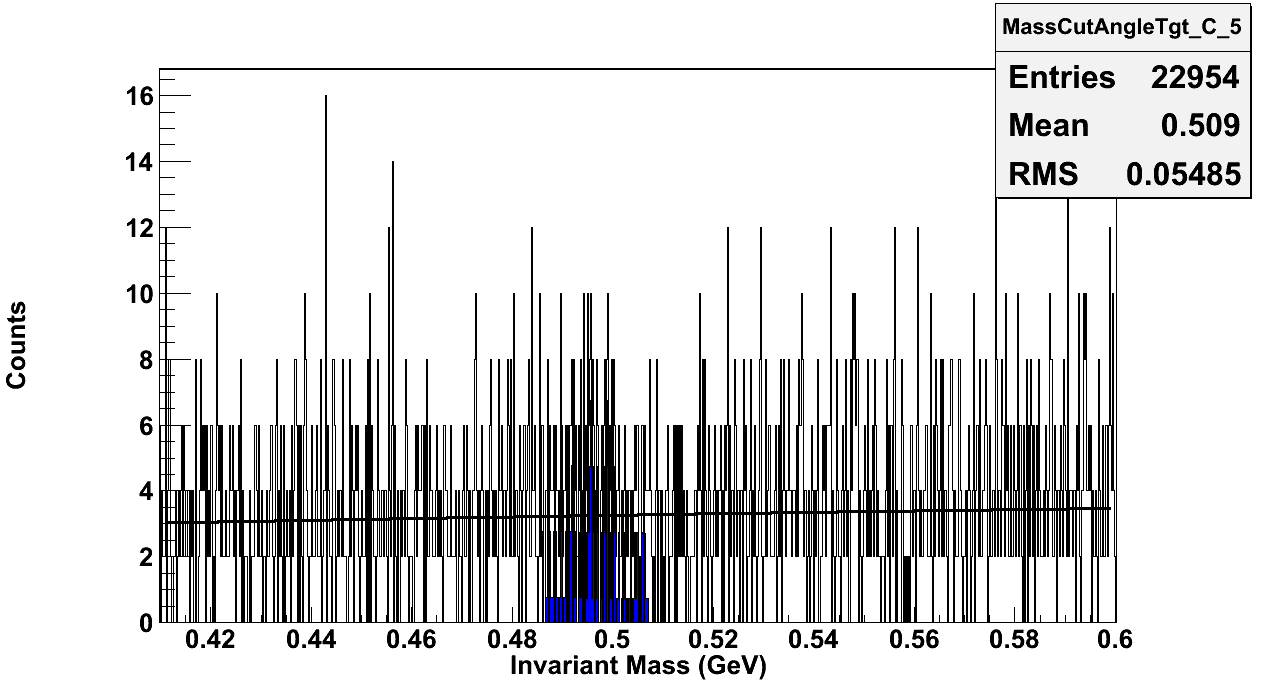 MassCutAngleTgt_C_5
Entries 22954
Mean 0.509
RMS 0.05485
Counts
16
14
12
10
8
6
4
2
0
0.42 0.44 0.46 0.48 0.5 0.52 0.54 0.56 0.58 0.6
Invariant Mass (GeV)